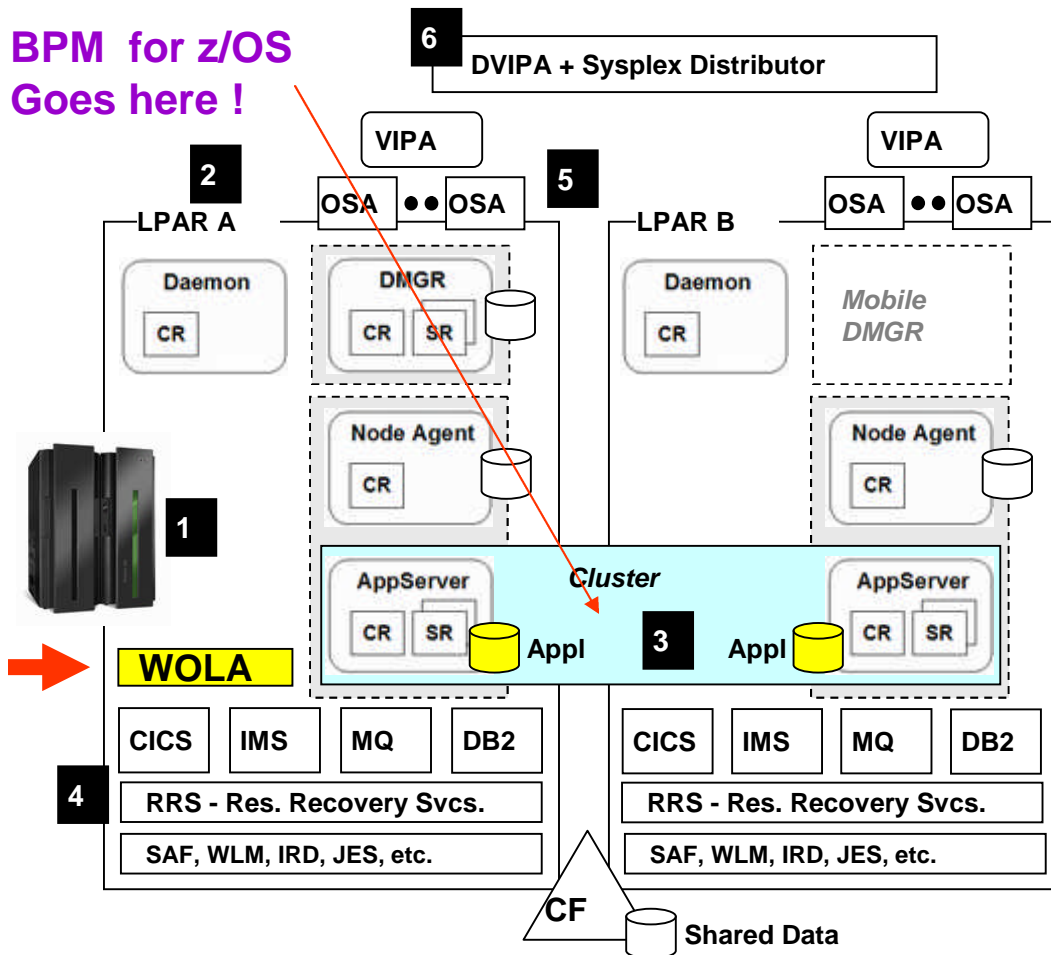 BPM for z/OS
Goes here !
6
DVIPA + Sysplex Distributor
VIPA
VIPA
2
5
OSA
OSA
OSA
OSA
LPAR A
LPAR B
Daemon
CR
DMGR
CR
SR
Daemon
CR
Mobile
DMGR
Node Agent
CR
Node Agent
CR
1
AppServer
CR
SR
Appl
Cluster
3
Appl
AppServer
CR
SR
WOLA
CICS
IMS
MQ
DB2
CICS
IMS
MQ
DB2
4
RRS - Res. Recovery Svcs.
RRS - Res. Recovery Svcs.
SAF, WLM, IRD, JES, etc.
SAF, WLM, IRD, JES, etc.
CF
Shared Data